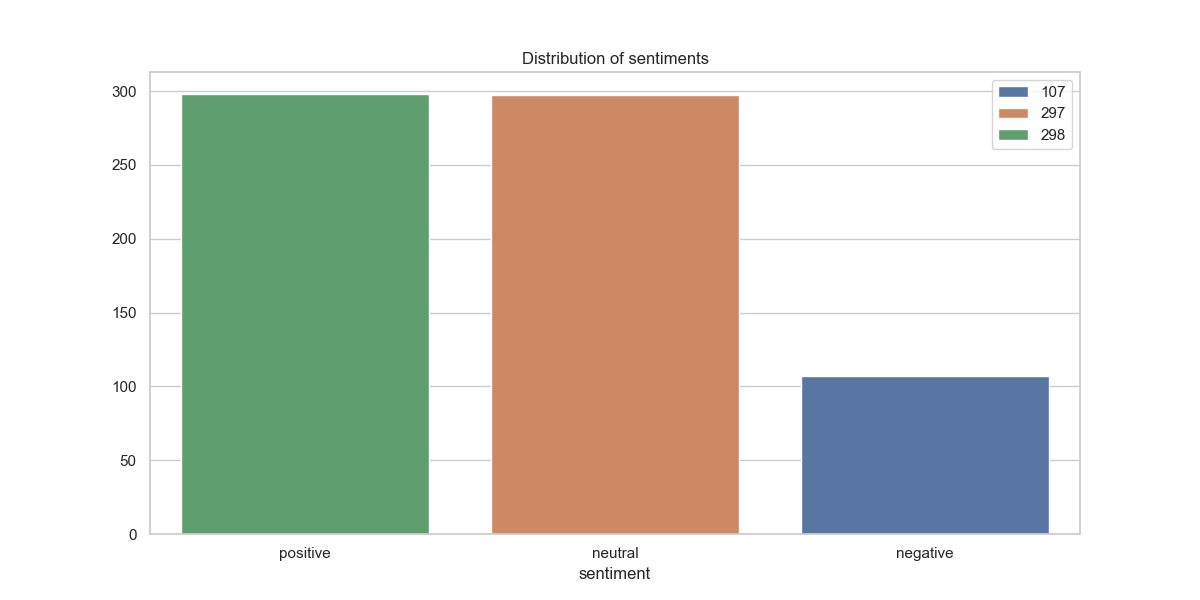 Distribution of sentiments
300
250
200
150
100
50
0
107
297
298
positive
neutral
negative
sentiment